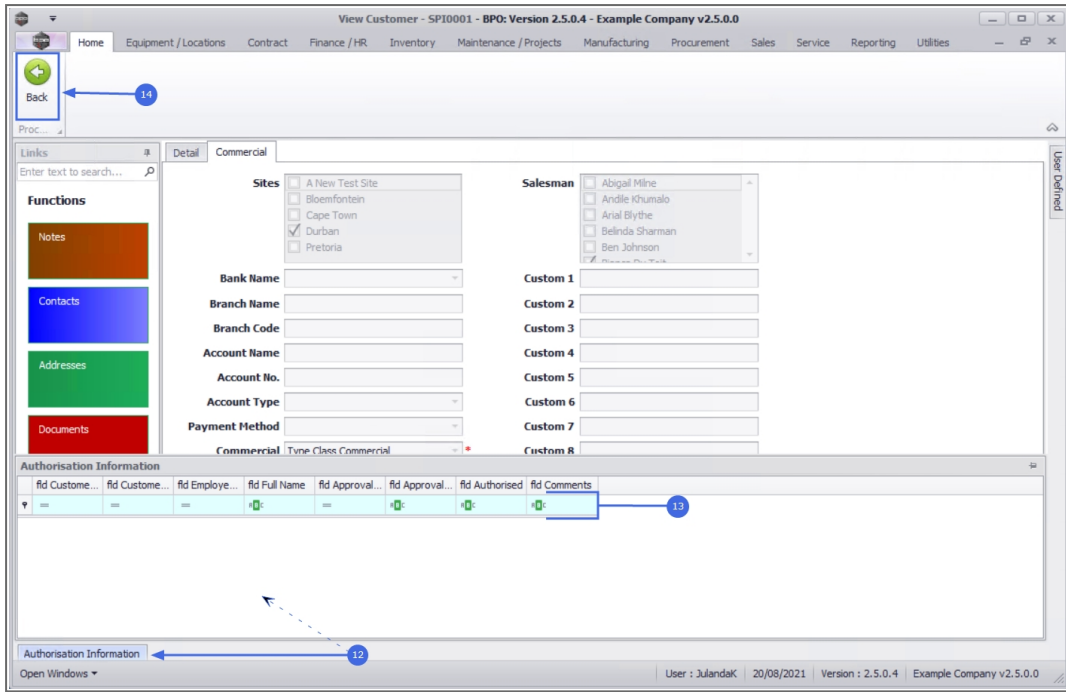 View Customer - SPI0001 - BPO: Version 2.5.0.4 - Example Company v2.5.0.0
Home Equipment / Locations Contract Finance / HR Inventory Maintenance / Projects Manufacturing Procurement Sales Service Reporting Utilities
Back
14
Proc...
Links
Enter text to search...
Functions
Notes
Contacts
Addresses
Documents
Detail Commercial
User Defined
Sites
A New Test Site
Bloemfontein
Cape Town
Durban
Pretoria
Salesman
Abigail Milne
Andile Khumalo
Arial Blythe
Belinda Sharman
Ben Johnson
Bianca Du Toit
Bank Name
Custom 1
Branch Name
Custom 2
Branch Code
Custom 3
Account Name
Custom 4
Account No.
Custom 5
Account Type
Custom 6
Payment Method
Custom 7
Commercial Type Class Commercial *
Custom 8
Authorisation Information
fld Custome... fld Custome... fld Employe... fld Full Name fld Approval... fld Approval... fld Authorised fld Comments
= = = ABC = ABC ABC ABC
13
12
Authorisation Information
Open Windows
User : JulandaK 20/08/2021 Version : 2.5.0.4 Example Company v2.5.0.0